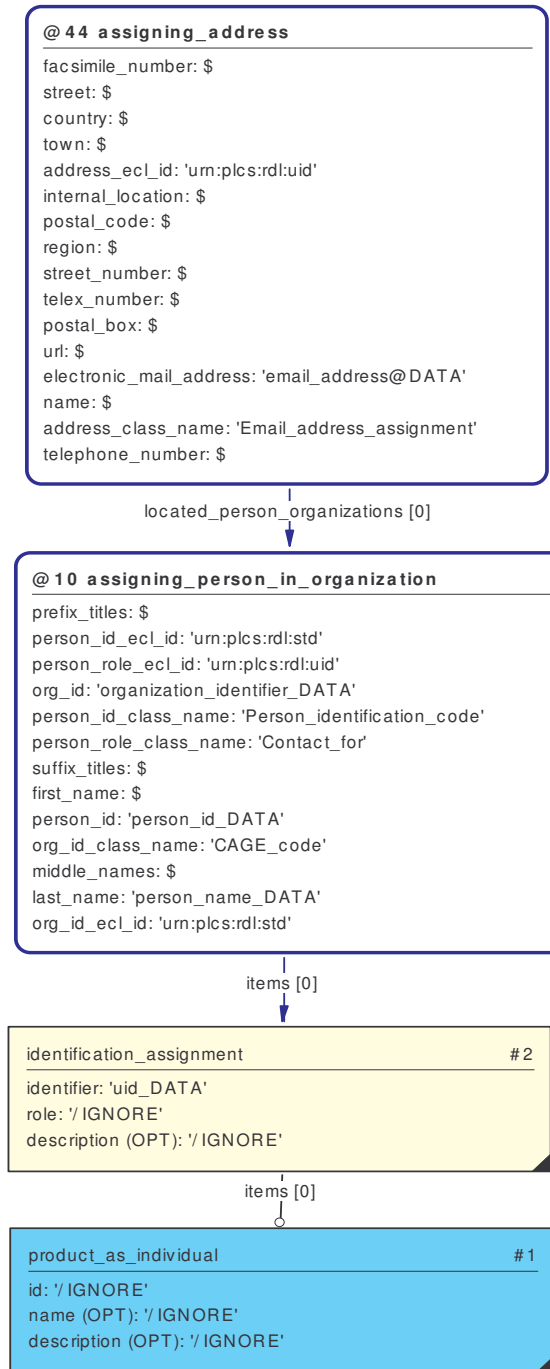 @44 assigning_address
facsimile_number: $
street: $
country: $
town: $
address_ecl_id: 'urn:plcs:rdl:uid'
internal_location: $
postal_code: $
region: $
street_number: $
telex_number: $
postal_box: $
url: $
electronic_mail_address: 'email_address@DATA'
name: $
address_class_name: 'Email_address_assignment'
telephone_number: $
located_person_organizations [0]
@10 assigning_person_in_organization
prefix_titles: $
person_id_ecl_id: 'urn:plcs:rdl:std'
person_role_ecl_id: 'urn:plcs:rdl:uid'
org_id: 'organization_identifier_DATA'
person_id_class_name: 'Person_identification_code'
person_role_class_name: 'Contact_for'
suffix_titles: $
first_name: $
person_id: 'person_id_DATA'
org_id_class_name: 'CAGE_code'
middle_names: $
last_name: 'person_name_DATA'
org_id_ecl_id: 'urn:plcs:rdl:std'
items [0]
identification_assignment #2
identifier: 'uid_DATA'
role: '/IGNORE'
description (OPT): '/IGNORE'
items [0]
product_as_individual #1
id: '/IGNORE'
name (OPT): '/IGNORE'
description (OPT): '/IGNORE'